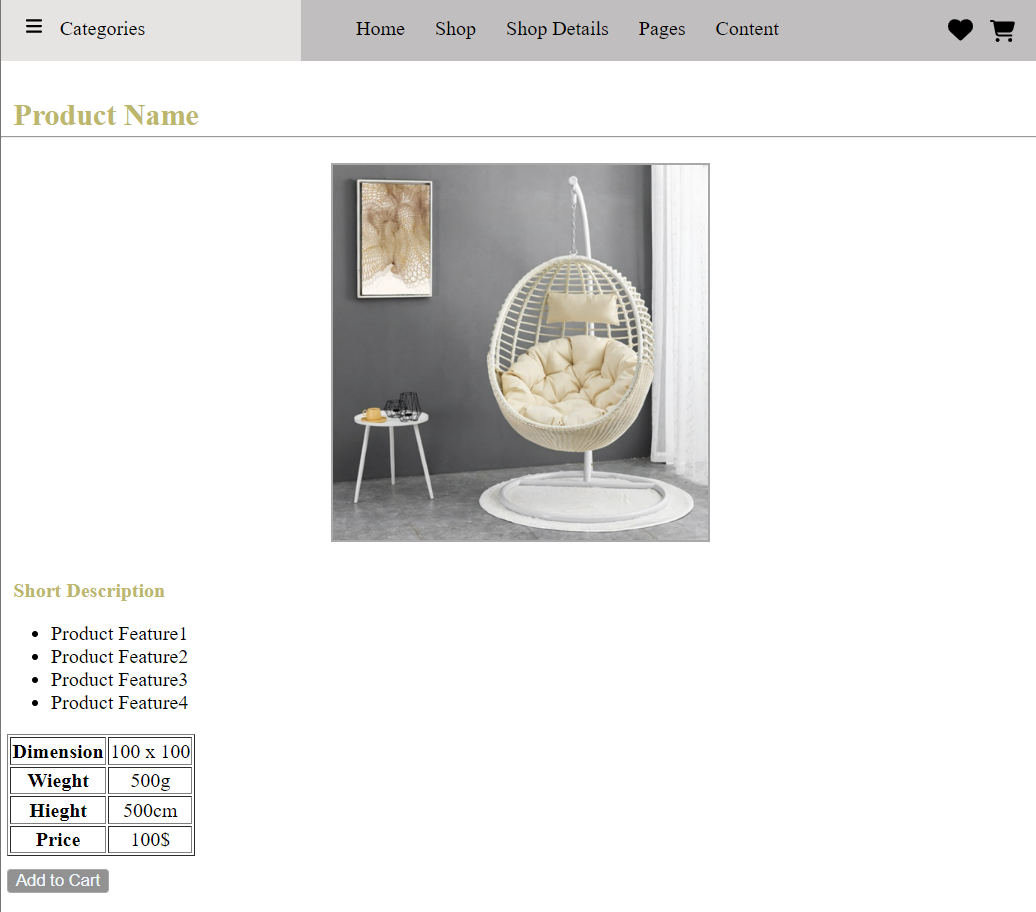 Categories Home Shop Shop Details Pages Content
Product Name
Short Description
Product Feature1
Product Feature2
Product Feature3
Product Feature4
Dimension 100 x 100
Wieght 500g
Hieght 500cm
Price 100$
Add to Cart